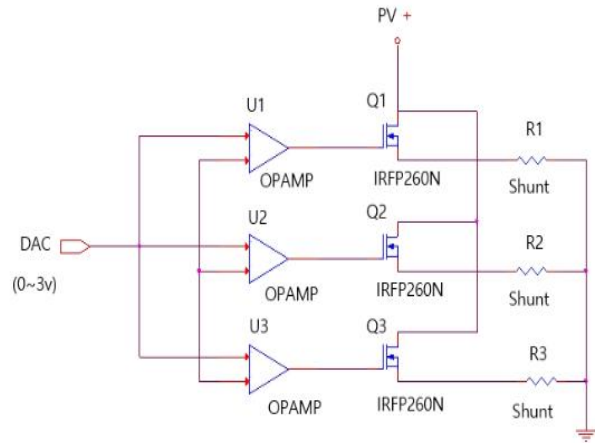 PV +
U1
Q1
R1
OPAMP
IRFP260N
Shunt
U2
Q2
R2
DAC
(0~3v)
OPAMP
IRFP260N
Shunt
U3
Q3
R3
OPAMP
IRFP260N
Shunt